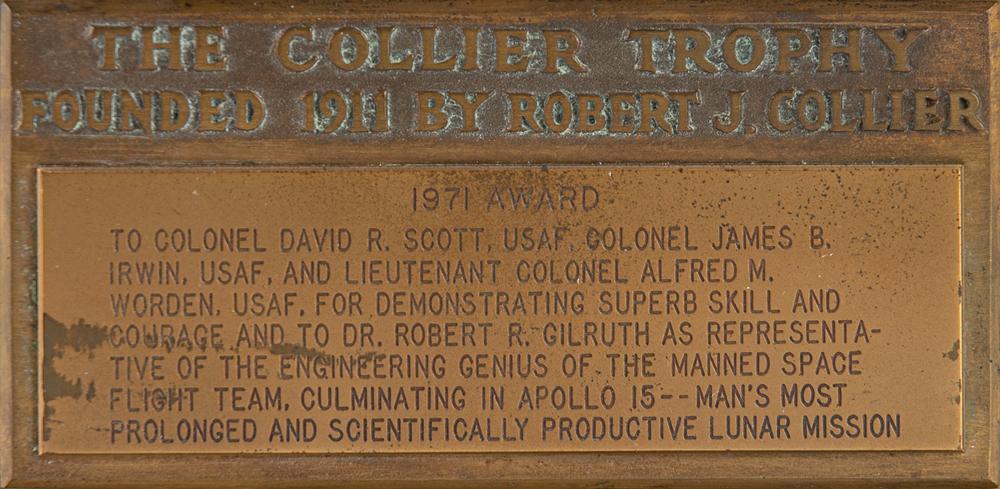 THE COLLIER TROPHY
FOUNDED 1911 BY ROBERT J. COLLIER
1971 AWARD
TO COLONEL DAVID R. SCOTT, USAF, COLONEL JAMES B.
IRWIN, USAF, AND LIEUTENANT COLONEL ALFRED M.
WORDEN, USAF, FOR DEMONSTRATING SUPERB SKILL AND
COURAGE AND TO DR. ROBERT R. GILRUTH AS REPRESENTA-
TIVE OF THE ENGINEERING GENIUS OF THE MANNED SPACE
FLIGHT TEAM, CULMINATING IN APOLLO 15--MAN'S MOST
PROLONGED AND SCIENTIFICALLY PRODUCTIVE LUNAR MISSION